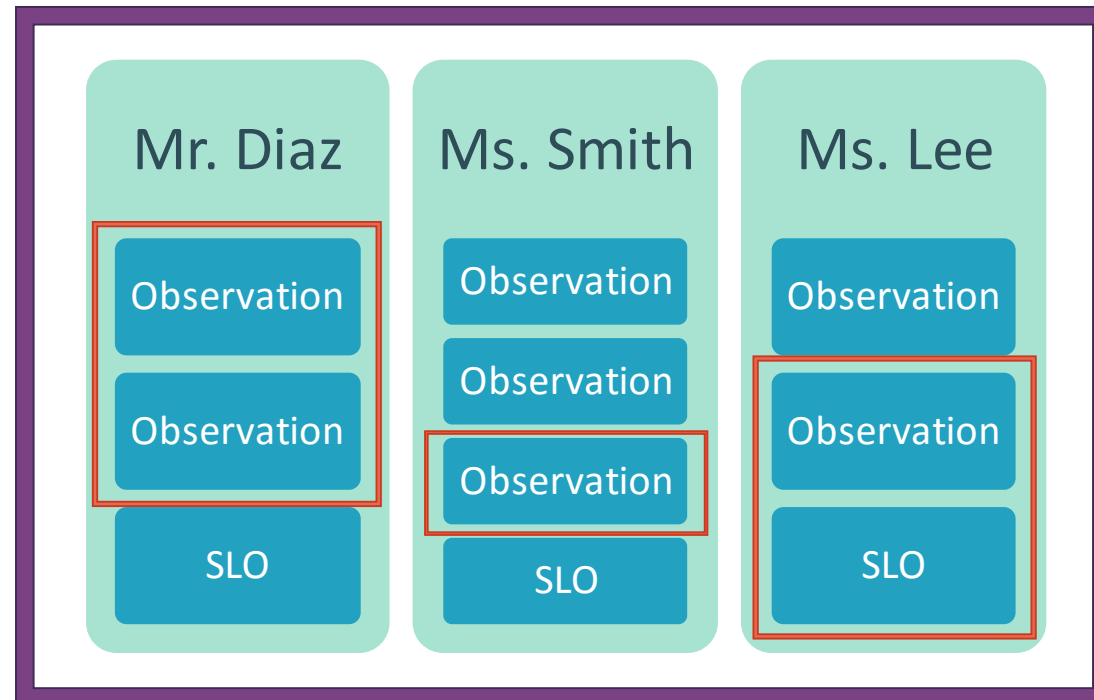 Mr. Diaz
Observation
Observation
SLO
Ms. Smith
Observation
Observation
Observation
SLO
Ms. Lee
Observation
Observation
SLO